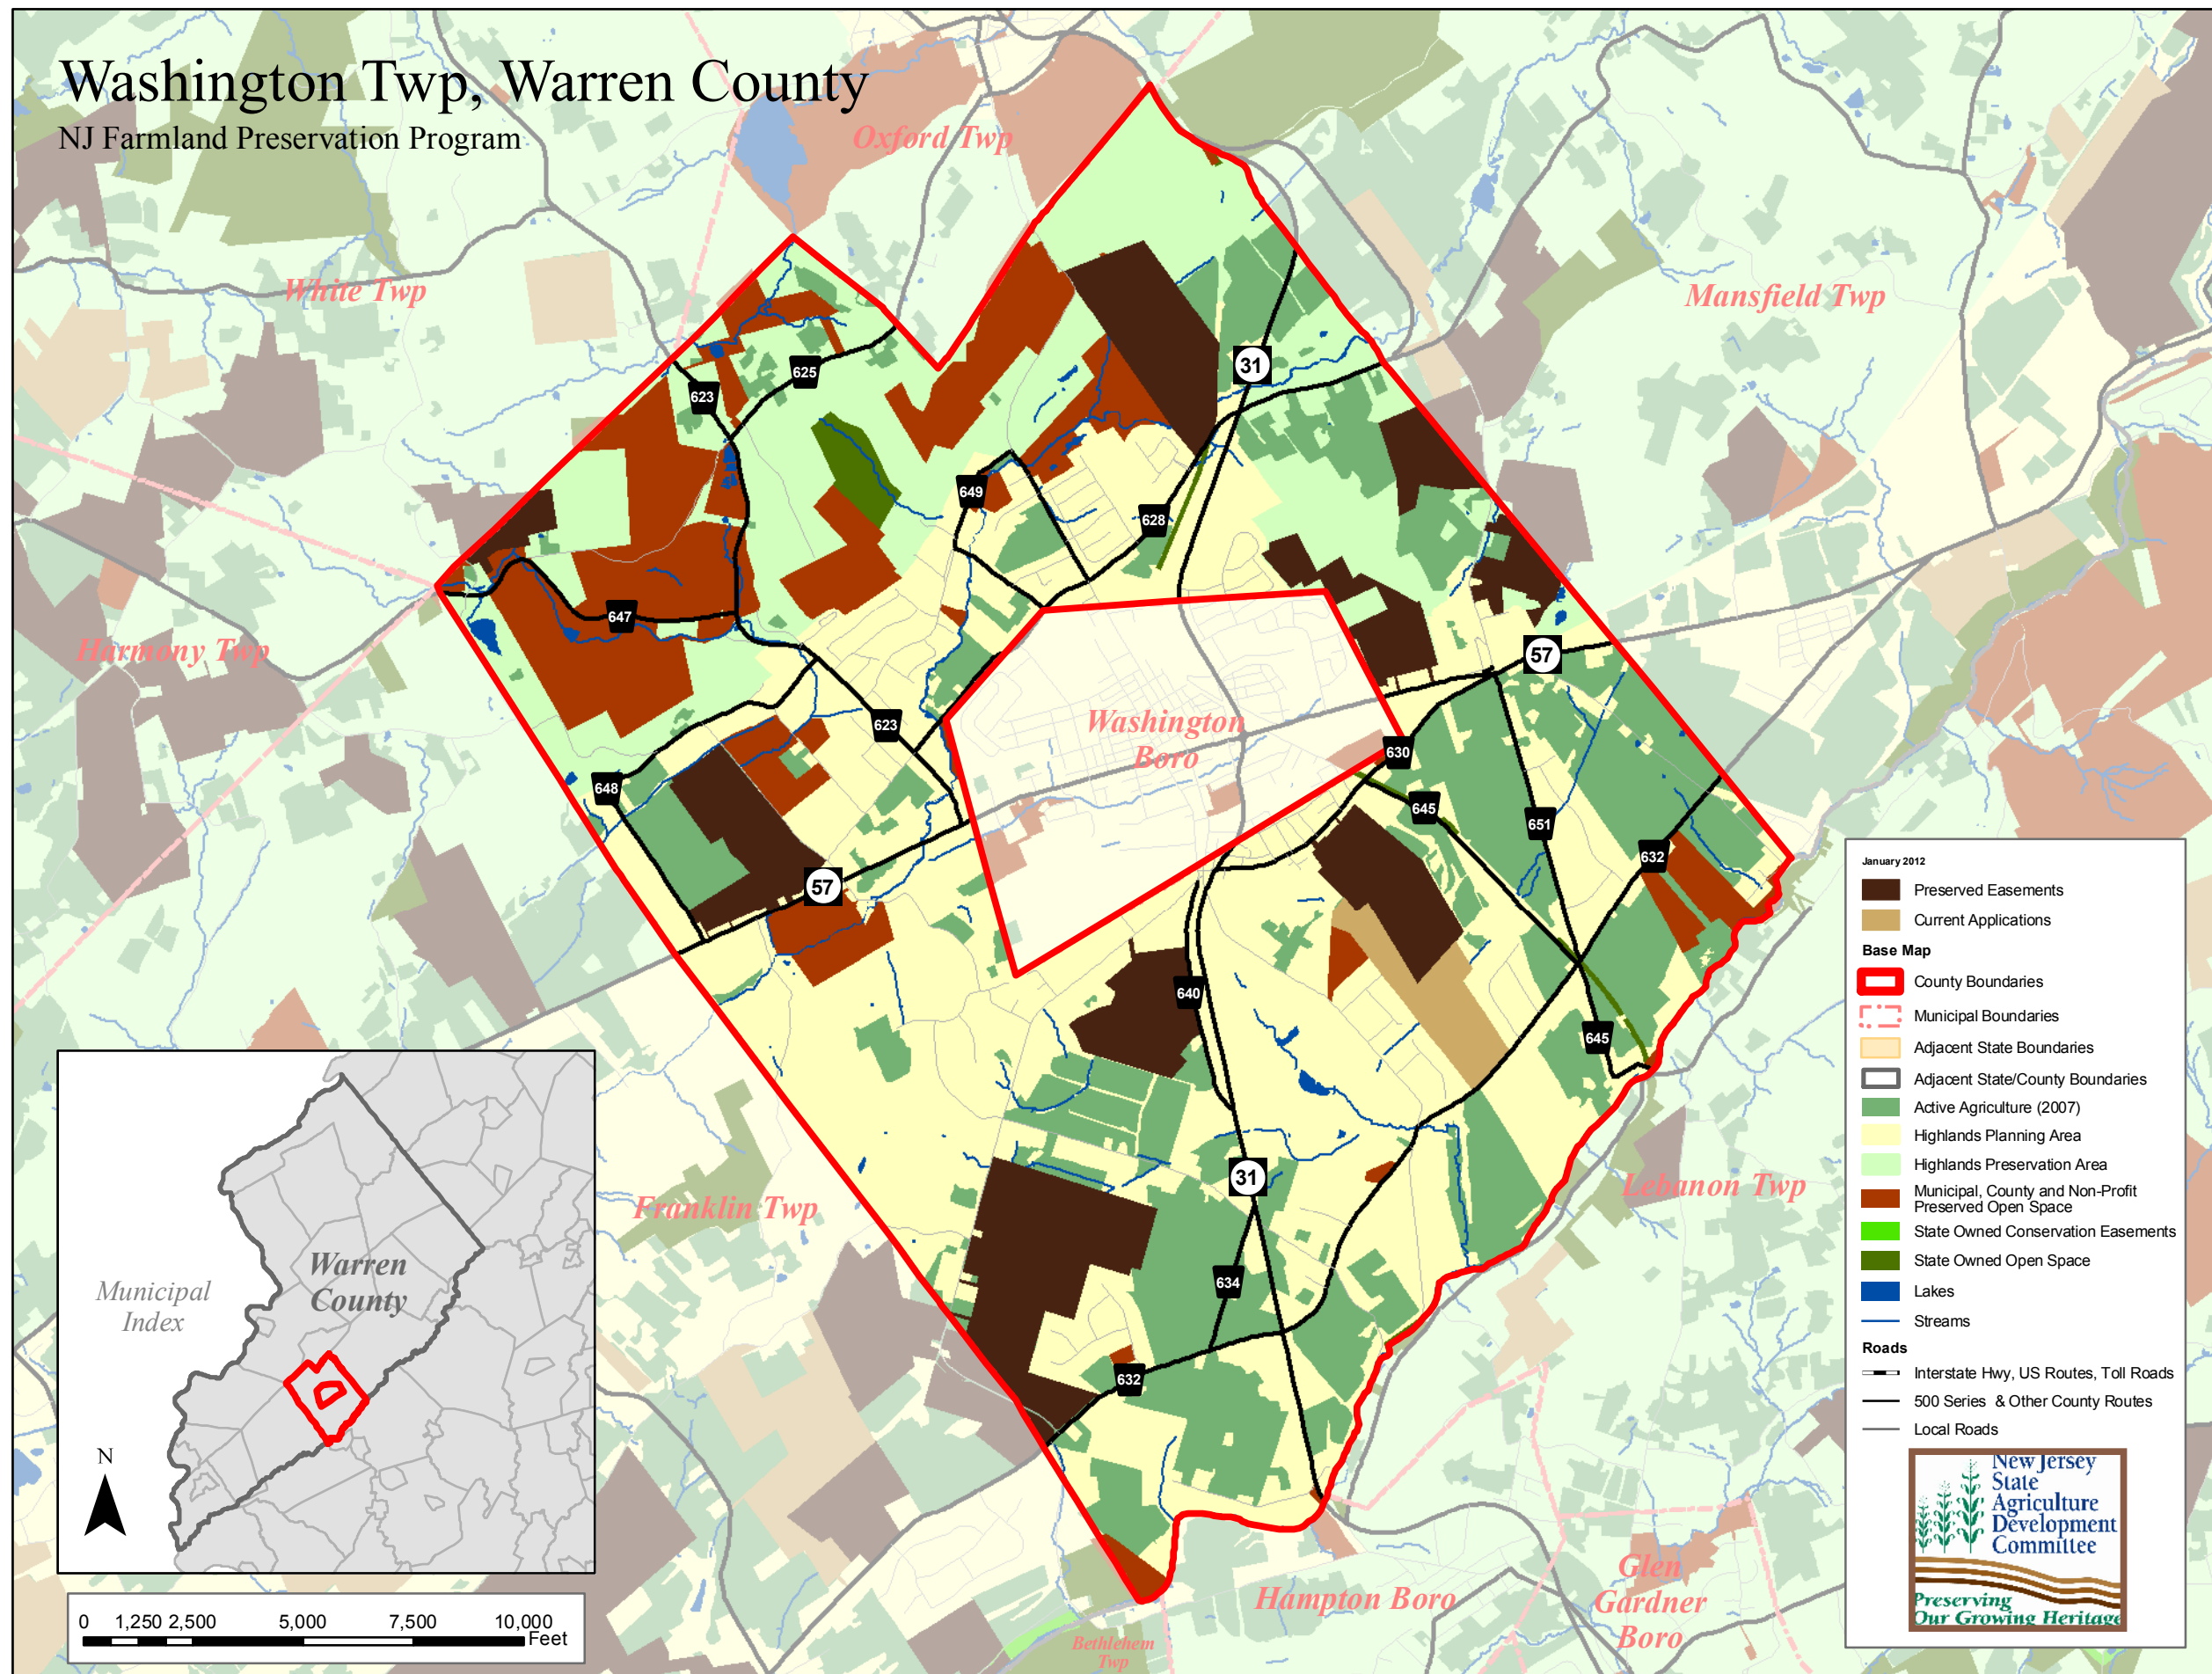 Washington Twp, Warren County
NJ Farmland Preservation Program
Oxford Twp
White Twp
Mansfield Twp
31
625
623
649
628
647
Harmony Twp
57
Washington
Boro
623
630
648
645
651
632
57
640
645
Franklin Twp
31
Lebanon Twp
634
632
Hampton Boro
Glen
Gardner
Boro
Bethlehem
Twp
Municipal
Index
Warren
County
N
0 1,250 2,500 5,000 7,500 10,000
Feet
January 2012
Preserved Easements
Current Applications
Base Map
County Boundaries
Municipal Boundaries
Adjacent State Boundaries
Adjacent State/County Boundaries
Active Agriculture (2007)
Highlands Planning Area
Highlands Preservation Area
Municipal, County and Non-Profit
Preserved Open Space
State Owned Conservation Easements
State Owned Open Space
Lakes
Streams
Roads
Interstate Hwy, US Routes, Toll Roads
500 Series & Other County Routes
Local Roads
New Jersey
State
Agriculture
Development
Committee
Preserving
Our Growing Heritage